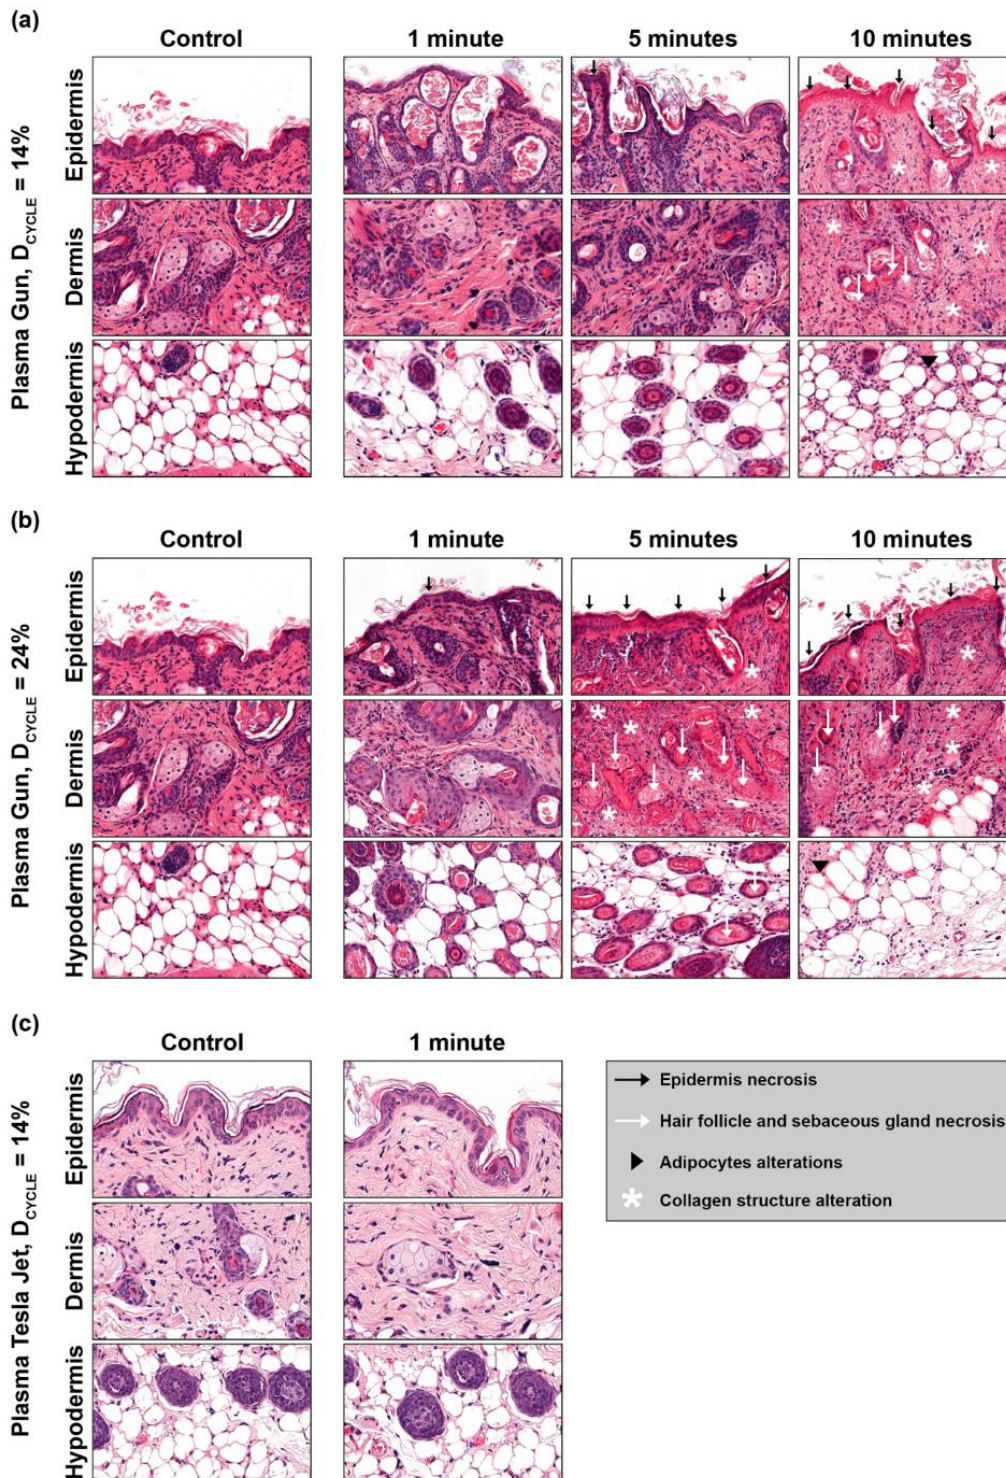 (a)
Control 1 minute 5 minutes 10 minutes
Plasma Gun, DCYCLE = 14%
Epidermis
Dermis
Hypodermis
(b)
Control 1 minute 5 minutes 10 minutes
Plasma Gun, DCYCLE = 24%
Epidermis
Dermis
Hypodermis
(c)
Control 1 minute
Plasma Tesla Jet, DCYCLE = 14%
Epidermis
Dermis
Hypodermis
Epidermis necrosis
Hair follicle and sebaceous gland necrosis
Adipocytes alterations
Collagen structure alteration